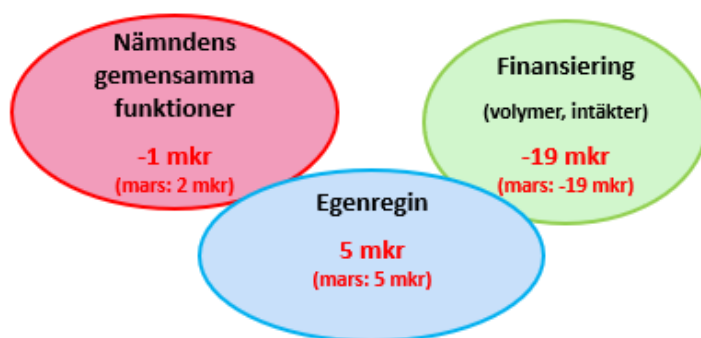 Nämndens
gemensamma
funktioner
-1 mkr
(mars: 2 mkr)
Finansiering
(volymer, intäkter)
-19 mkr
(mars: -19 mkr)
Egenregin
5 mkr
(mars: 5 mkr)